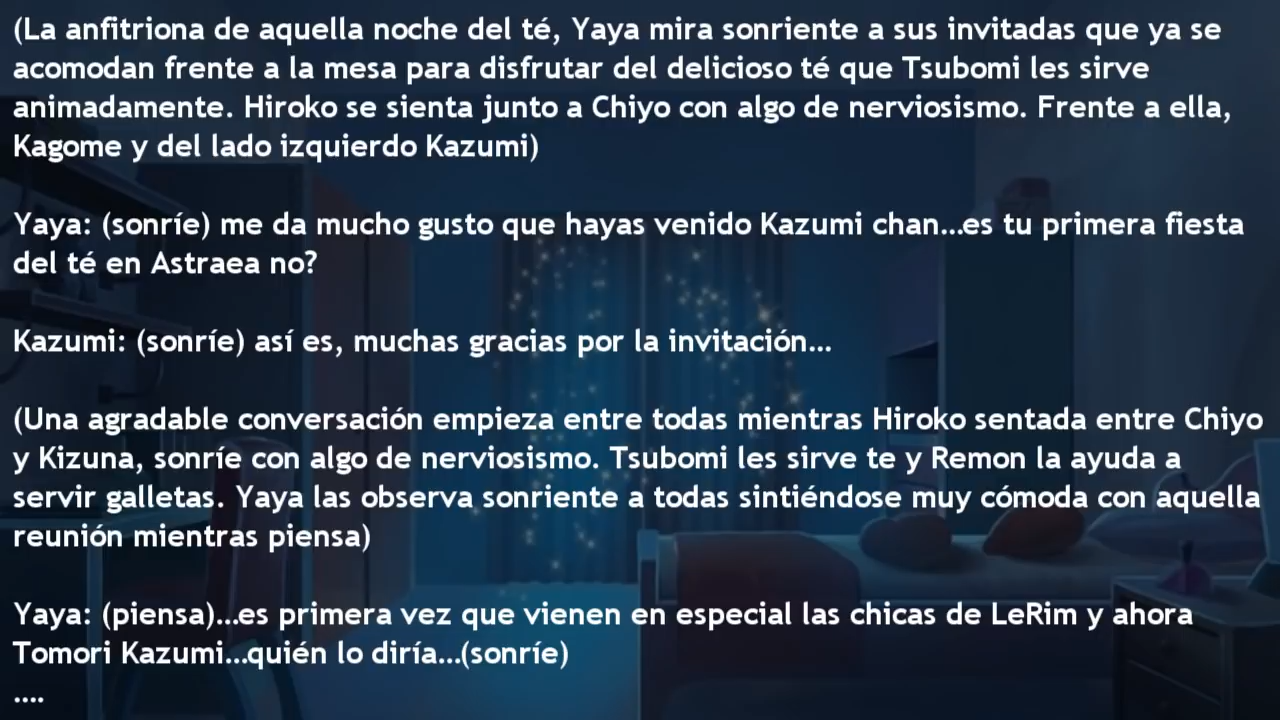 (La anfitriona de aquella noche del té, Yaya mira sonriente a sus invitadas que ya se
acomodan frente a la mesa para disfrutar del delicioso té que Tsubomi les sirve
animadamente. Hiroko se sienta junto a Chiyo con algo de nerviosismo. Frente a ella,
Kagome y del lado izquierdo Kazumi)
Yaya: (sonríe) me da mucho gusto que hayas venido Kazumi chan...es tu primera fiesta
del té en Astraea no?
Kazumi: (sonríe) así es, muchas gracias por la invitación...
(Una agradable conversación empieza entre todas mientras Hiroko sentada entre Chiyo
y Kizuna, sonríe con algo de nerviosismo. Tsubomi les sirve te y Remon la ayuda a
servir galletas. Yaya las observa sonriente a todas sintiéndose muy cómoda con aquella
reunión mientras piensa)
Yaya: (piensa)...es primera vez que vienen en especial las chicas de LeRim y ahora
Tomori Kazumi...quién lo diría...(sonríe)
....